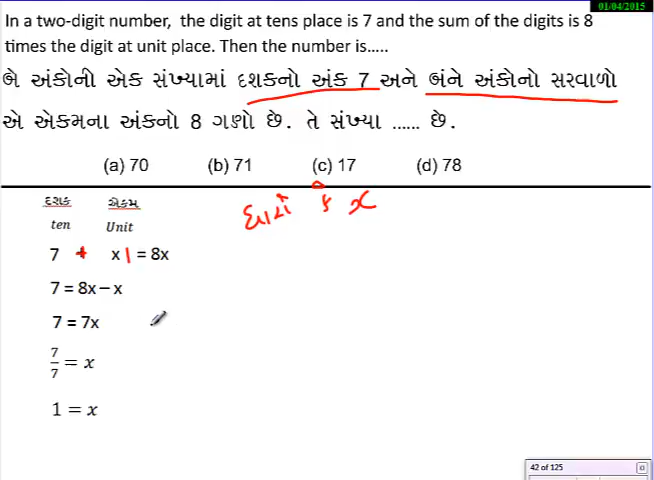 01/04/2015
In a two-digit number, the digit at tens place is 7 and the sum of the digits is 8
times the digit at unit place. Then the number is.....
બે અંકોની એક સંખ્યામાં દશકનો અંક 7 અને બંને અંકોનો સરવાળો
એ એકમના અંકનો 8 ગણો છે. તે સંખ્યા ...... છે.
(a) 70 (b) 71 (c) 17 (d) 78
દશક એકમ
ધારો કે x
ten Unit
7 + x | = 8x
7 = 8x − x
7 = 7x
7/7 = x
1 = x
42 of 125